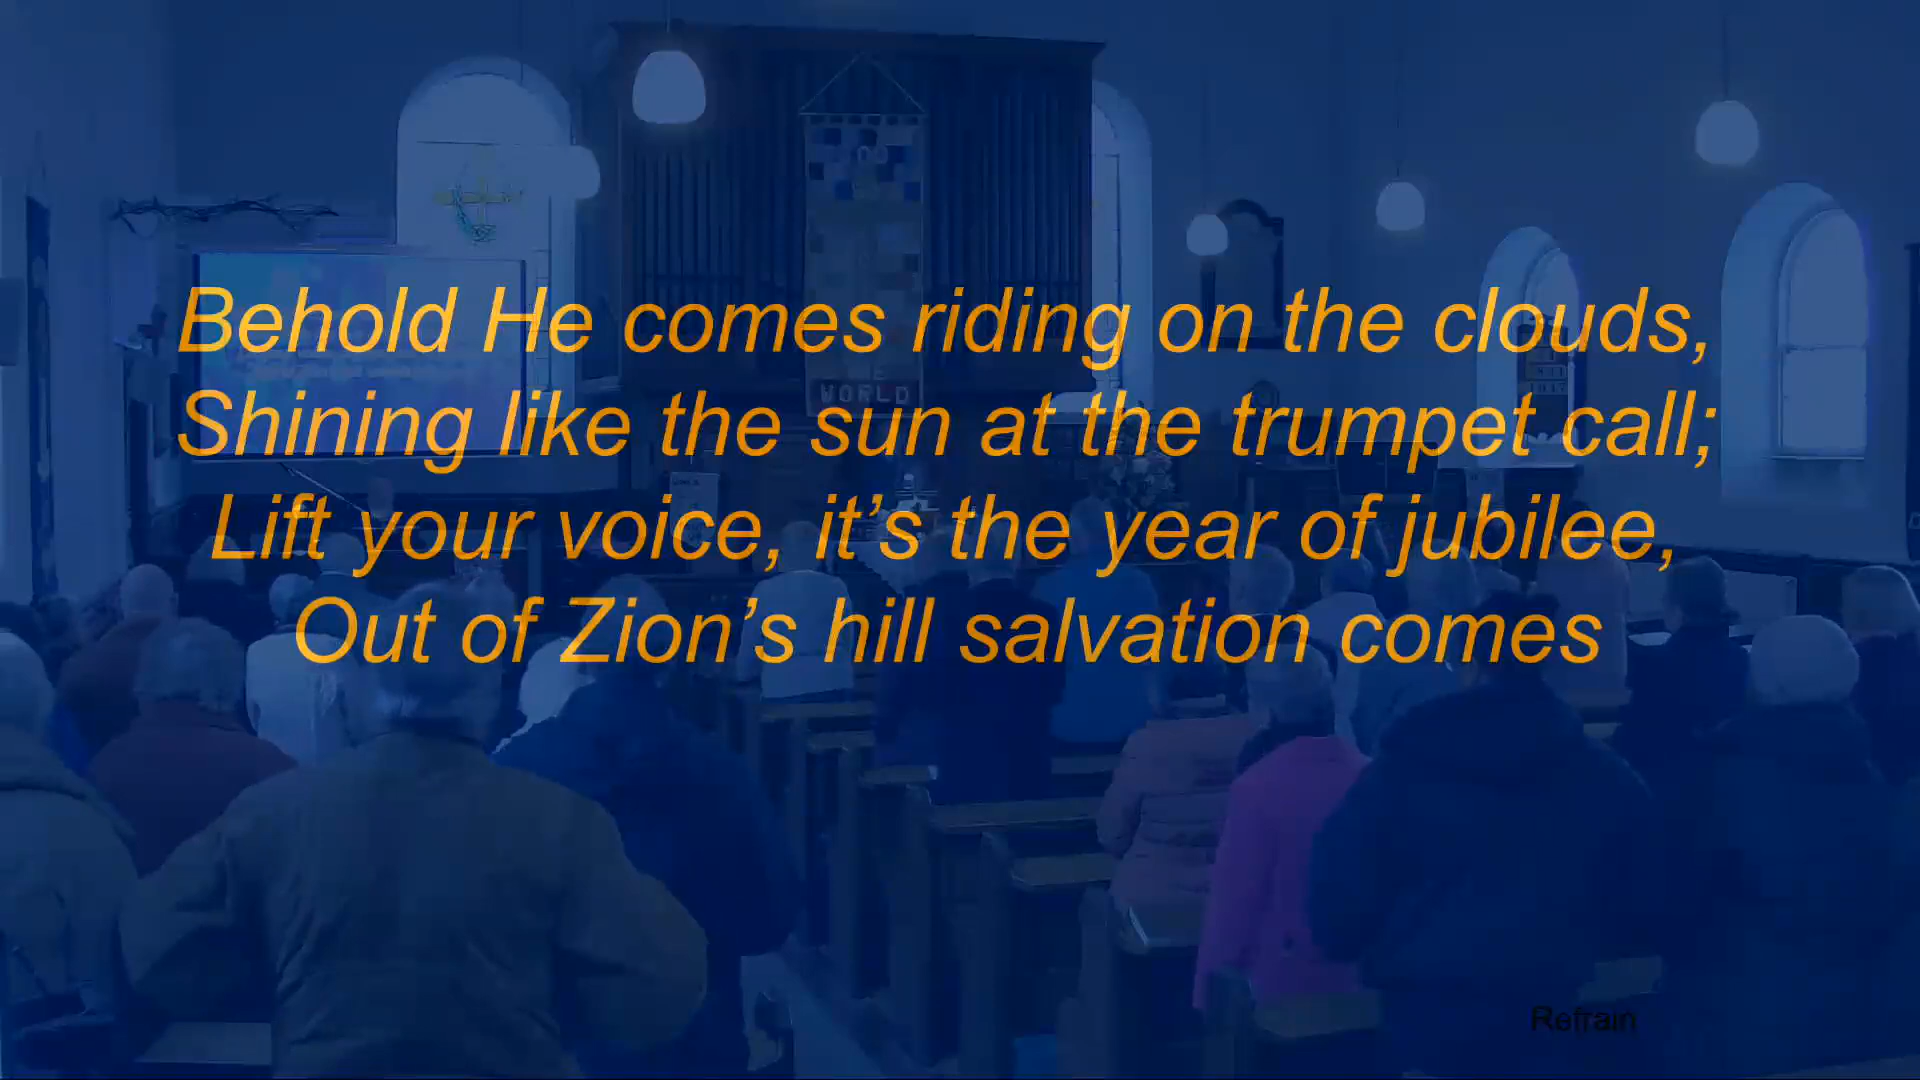 Behold He comes riding on the clouds,
Shining like the sun at the trumpet call;
Lift your voice, it’s the year of jubilee,
Out of Zion’s hill salvation comes
WORLD
Refrain